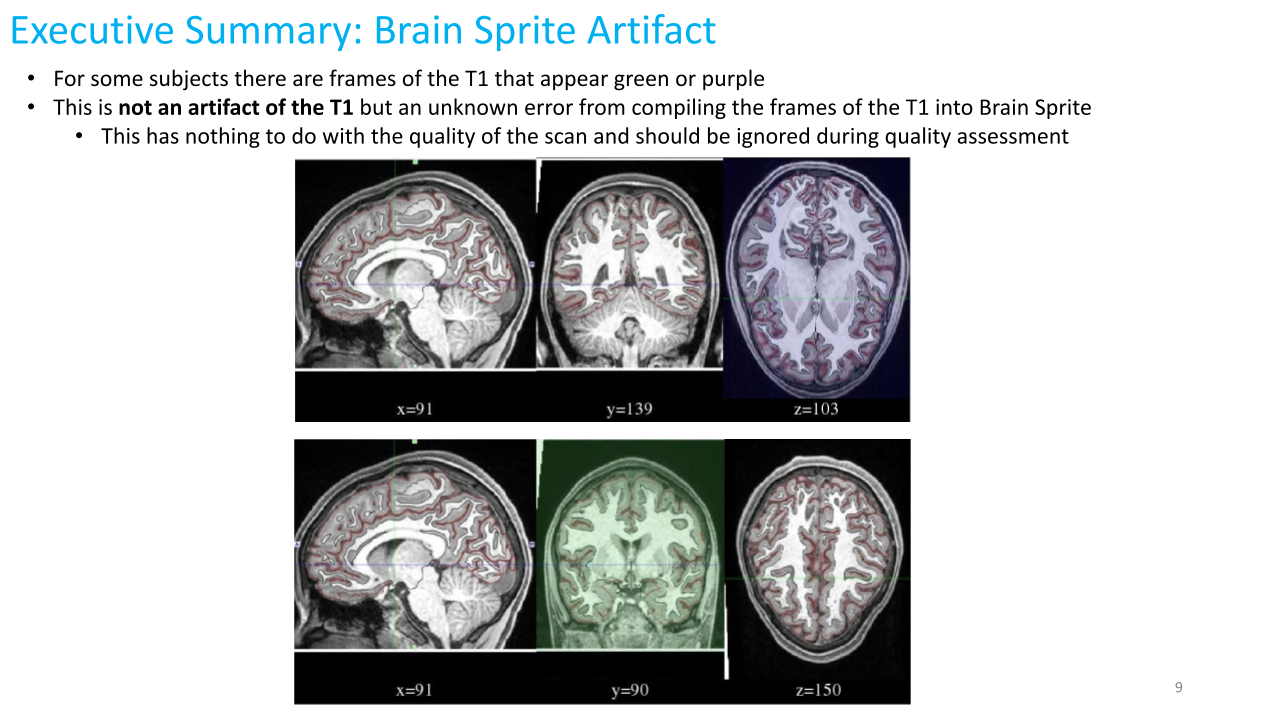 Executive Summary: Brain Sprite Artifact
• For some subjects there are frames of the T1 that appear green or purple
• This is not an artifact of the T1 but an unknown error from compiling the frames of the T1 into Brain Sprite
• This has nothing to do with the quality of the scan and should be ignored during quality assessment
x=91 y=139 z=103
x=91 y=90 z=150
9